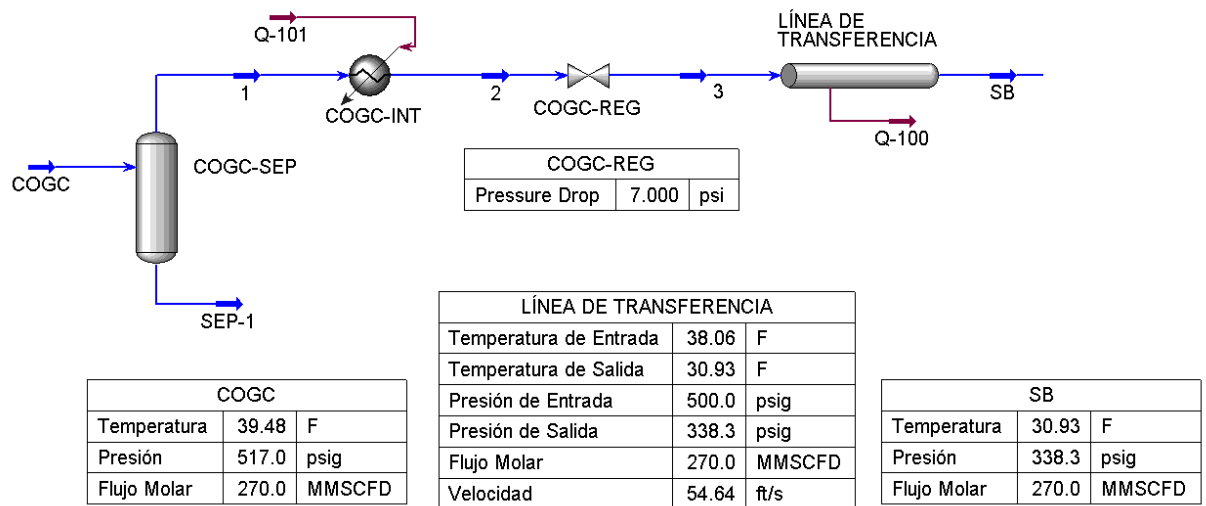 Q-101
LÍNEA DE
TRANSFERENCIA
1
COGC-INT
2
COGC-REG
3
SB
Q-100
COGC
COGC-SEP
SEP-1
COGC-REG
Pressure Drop 7.000 psi
LÍNEA DE TRANSFERENCIA
Temperatura de Entrada 38.06 F
Temperatura de Salida 30.93 F
Presión de Entrada 500.0 psig
Presión de Salida 338.3 psig
Flujo Molar 270.0 MMSCFD
Velocidad 54.64 ft/s
COGC
Temperatura 39.48 F
Presión 517.0 psig
Flujo Molar 270.0 MMSCFD
SB
Temperatura 30.93 F
Presión 338.3 psig
Flujo Molar 270.0 MMSCFD